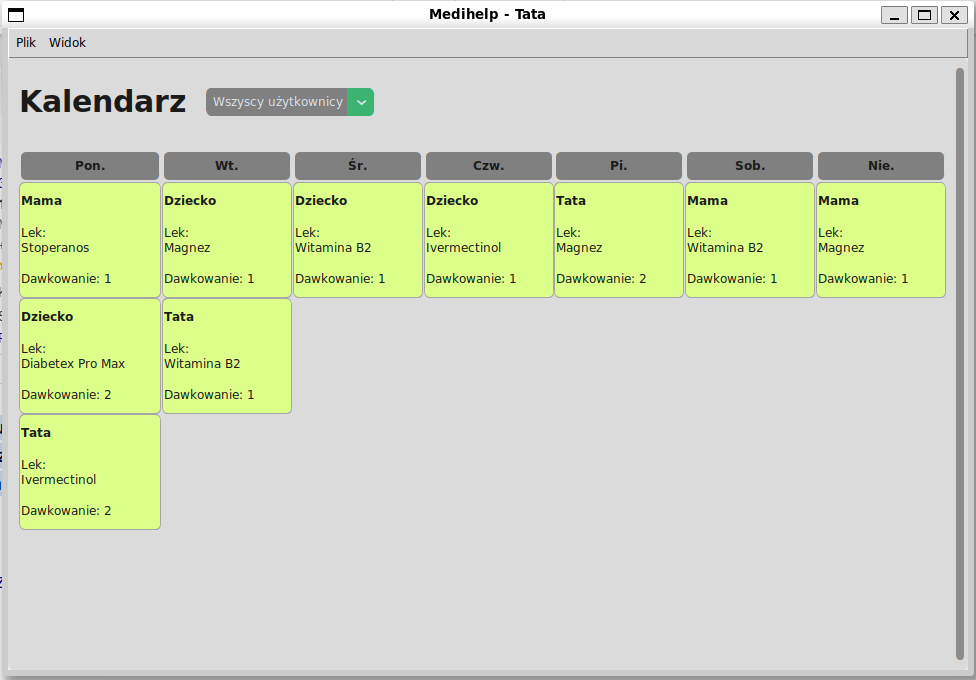 Medihelp - Tata
Plik Widok
Kalendarz Wszyscy użytkownicy
Pon. Wt. Śr. Czw. Pi. Sob. Nie.
Mama Dziecko Dziecko Dziecko Tata Mama Mama
Lek: Lek: Lek: Lek: Lek: Lek: Lek:
Stoperanos Magnez Witamina B2 Ivermectinol Magnez Witamina B2 Magnez
Dawkowanie: 1 Dawkowanie: 1 Dawkowanie: 1 Dawkowanie: 1 Dawkowanie: 2 Dawkowanie: 1 Dawkowanie: 1
Dziecko Tata
Lek: Lek:
Diabetex Pro Max Witamina B2
Dawkowanie: 2 Dawkowanie: 1
Tata
Lek:
Ivermectinol
Dawkowanie: 2